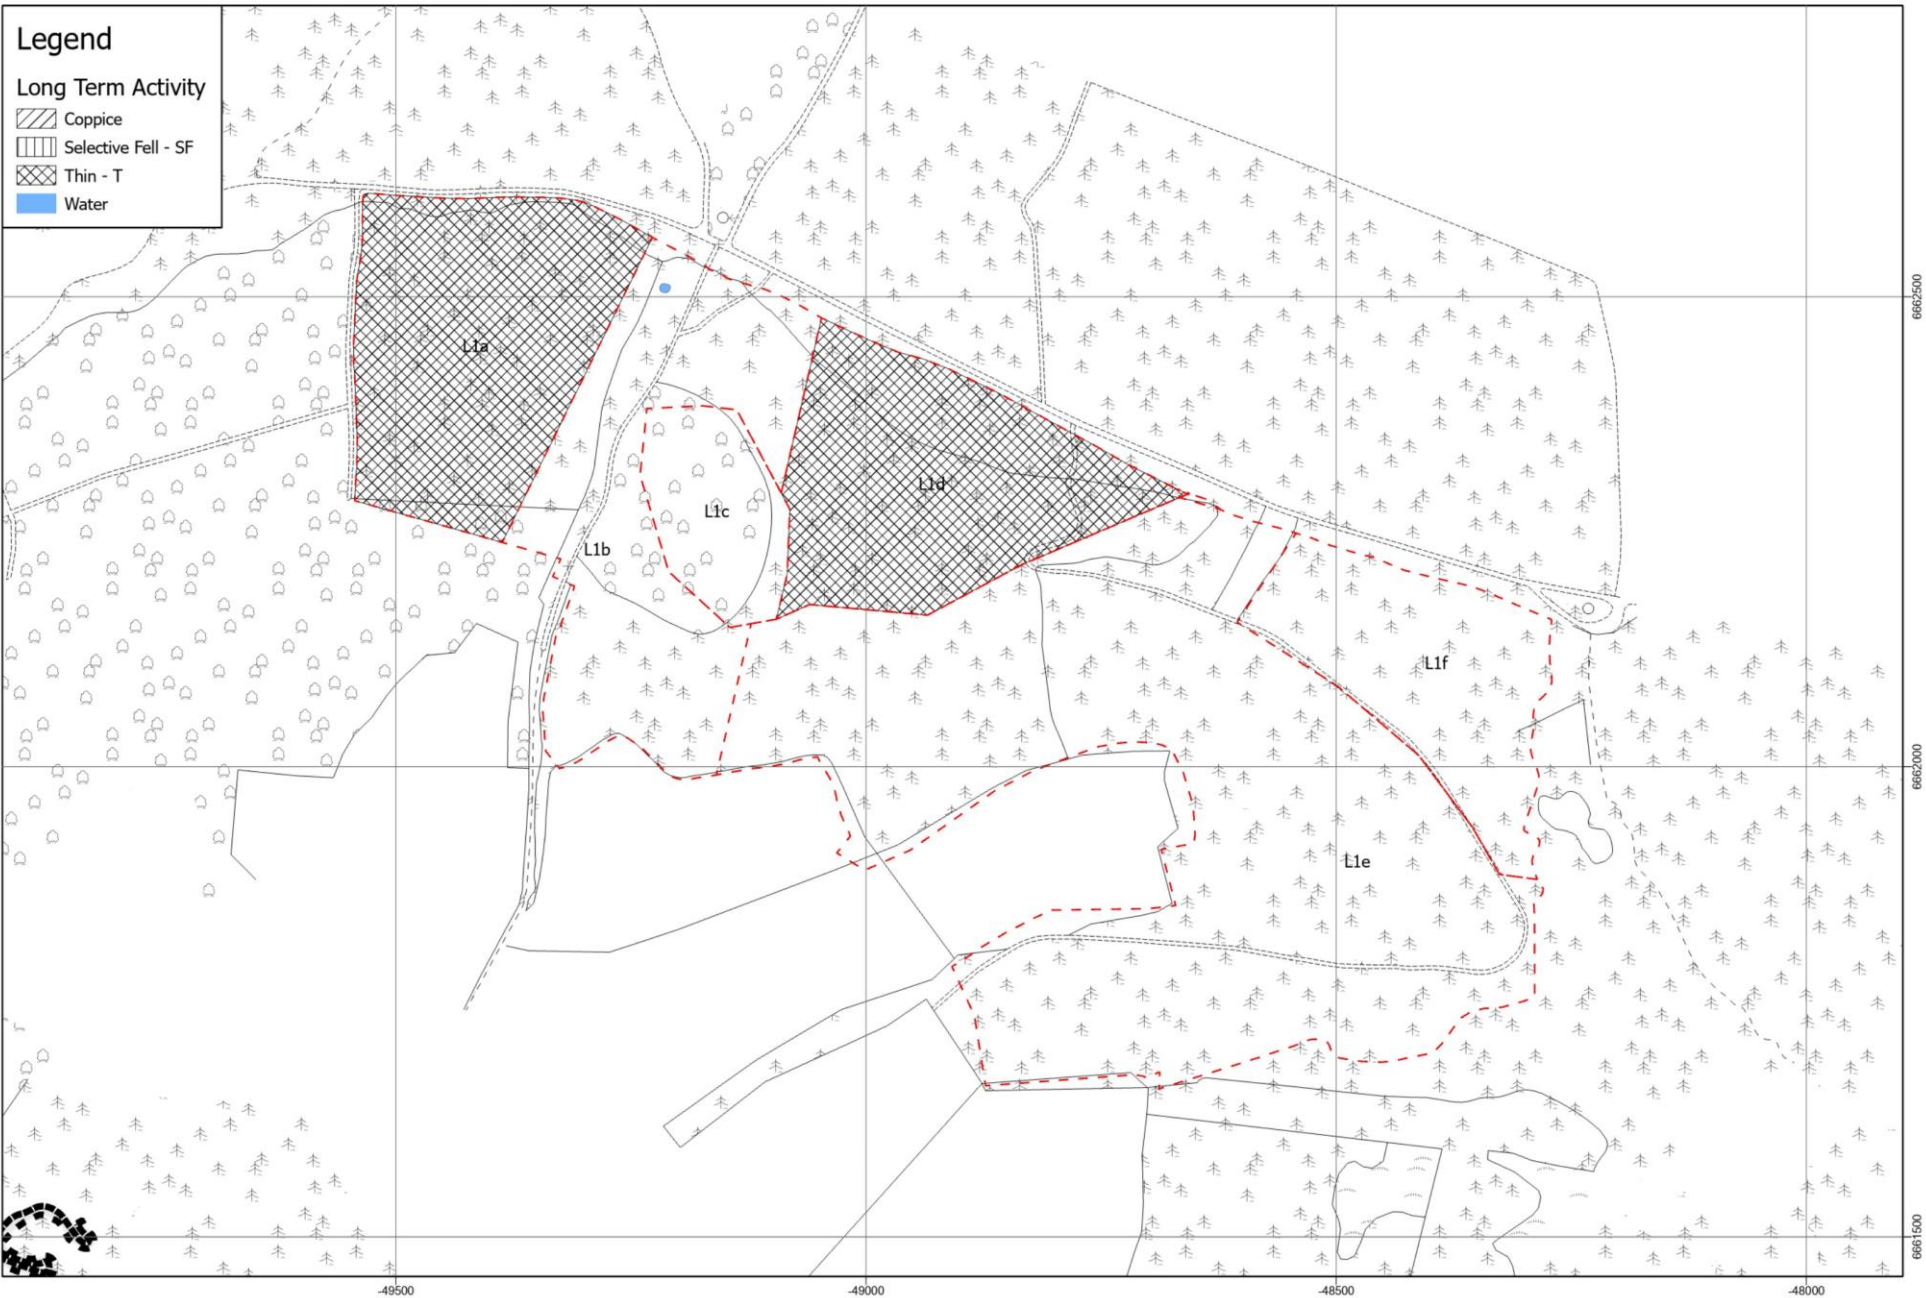 Legend
Long Term Activity
Coppice
Selective Fell - SF
Thin - T
Water
L1a
L1d
L1c
L1b
L1f
L1e
6662500
6662000
6661500
-49500
-49000
-48500
-48000